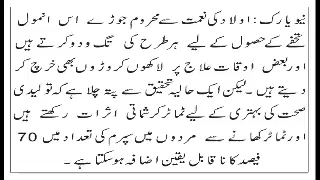 نیویارک: اولاد کی نعمت سے محروم جوڑے اس انمول
تحفے کے حصول کے لیے ہر طرح کی تگ و دو کرتے ہیں
اور بعض اوقات علاج پر لاکھوں کروڑوں بھی خرچ کر
دیتے ہیں۔ لیکن ایک حالیہ تحقیق سے پتہ چلا ہے کہ تولیدی
صحت کی بہتری کے لیے ٹماٹر کرشماتی اثرات رکھتے ہیں
اور ٹماٹر کھانے سے مردوں میں سپرم کی تعداد میں 70
فیصد کا ناقابل یقین اضافہ ہو سکتا ہے۔